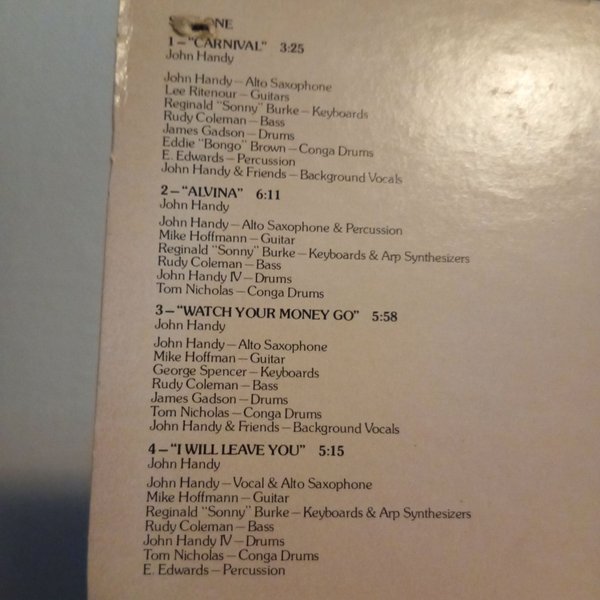 ONE
1 – "CARNIVAL" 3:25
John Handy
John Handy – Alto Saxophone
Lee Ritenour – Guitars
Reginald "Sonny" Burke – Keyboards
Rudy Coleman – Bass
James Gadson – Drums
Eddie "Bongo" Brown – Conga Drums
E. Edwards – Percussion
John Handy & Friends – Background Vocals
2 – "ALVINA" 6:11
John Handy
John Handy – Alto Saxophone & Percussion
Mike Hoffmann – Guitar
Reginald "Sonny" Burke – Keyboards & Arp Synthesizers
Rudy Coleman – Bass
John Handy IV – Drums
Tom Nicholas – Conga Drums
3 – "WATCH YOUR MONEY GO" 5:58
John Handy
John Handy – Alto Saxophone
Mike Hoffman – Guitar
George Spencer – Keyboards
Rudy Coleman – Bass
James Gadson – Drums
Tom Nicholas – Conga Drums
John Handy & Friends – Background Vocals
4 – "I WILL LEAVE YOU" 5:15
John Handy
John Handy – Vocal & Alto Saxophone
Mike Hoffmann – Guitar
Reginald "Sonny" Burke – Keyboards & Arp Synthesizers
Rudy Coleman – Bass
John Handy IV – Drums
Tom Nicholas – Conga Drums
E. Edwards – Percussion